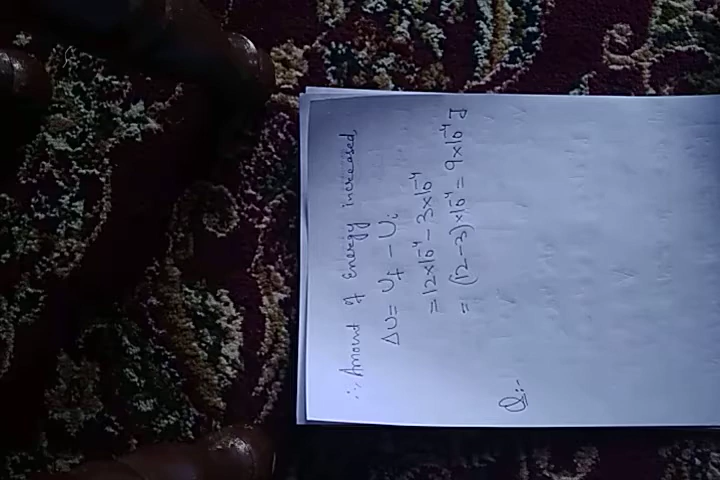 ∴ Amount of Energy increased,
ΔU = U_f − U_i
= 12×10⁻⁴ − 3×10⁻⁴
= (12−3)×10⁻⁴ = 9×10⁻⁴ J
Q:-